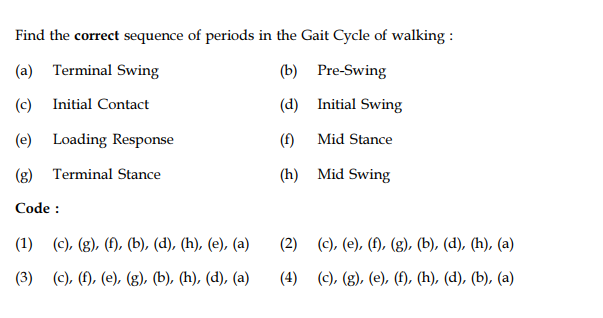 Find the correct sequence of periods in the Gait Cycle of walking :
(a) Terminal Swing (b) Pre-Swing
(c) Initial Contact (d) Initial Swing
(e) Loading Response (f) Mid Stance
(g) Terminal Stance (h) Mid Swing
Code :
(1) (c), (g), (f), (b), (d), (h), (e), (a) (2) (c), (e), (f), (g), (b), (d), (h), (a)
(3) (c), (f), (e), (g), (b), (h), (d), (a) (4) (c), (g), (e), (f), (h), (d), (b), (a)